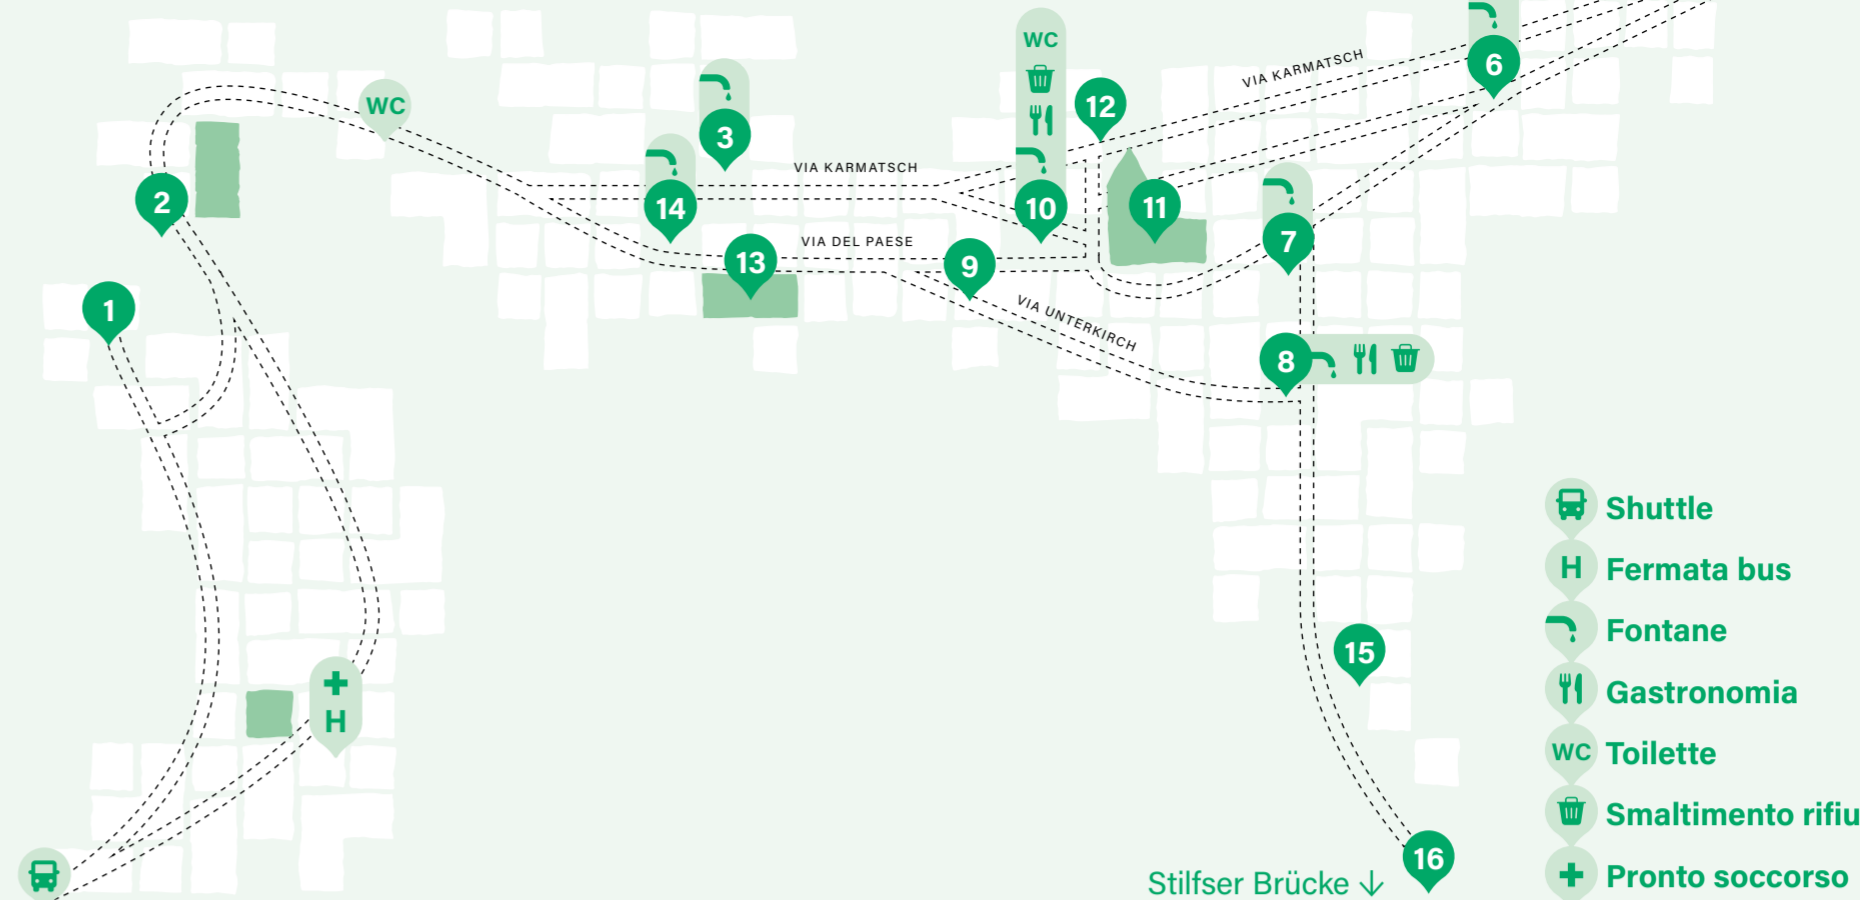 WC
6
WC
3
12
VIA KARMATSCH
14
VIA KARMATSCH
10
11
2
13
VIA DEL PAESE
9
7
1
VIA UNTERKIRCH
8
Shuttle
H Fermata bus
Fontane
15
Gastronomia
H
WC Toilette
Smaltimento rifiu
16
Stilfser Brücke ↓
Pronto soccorso